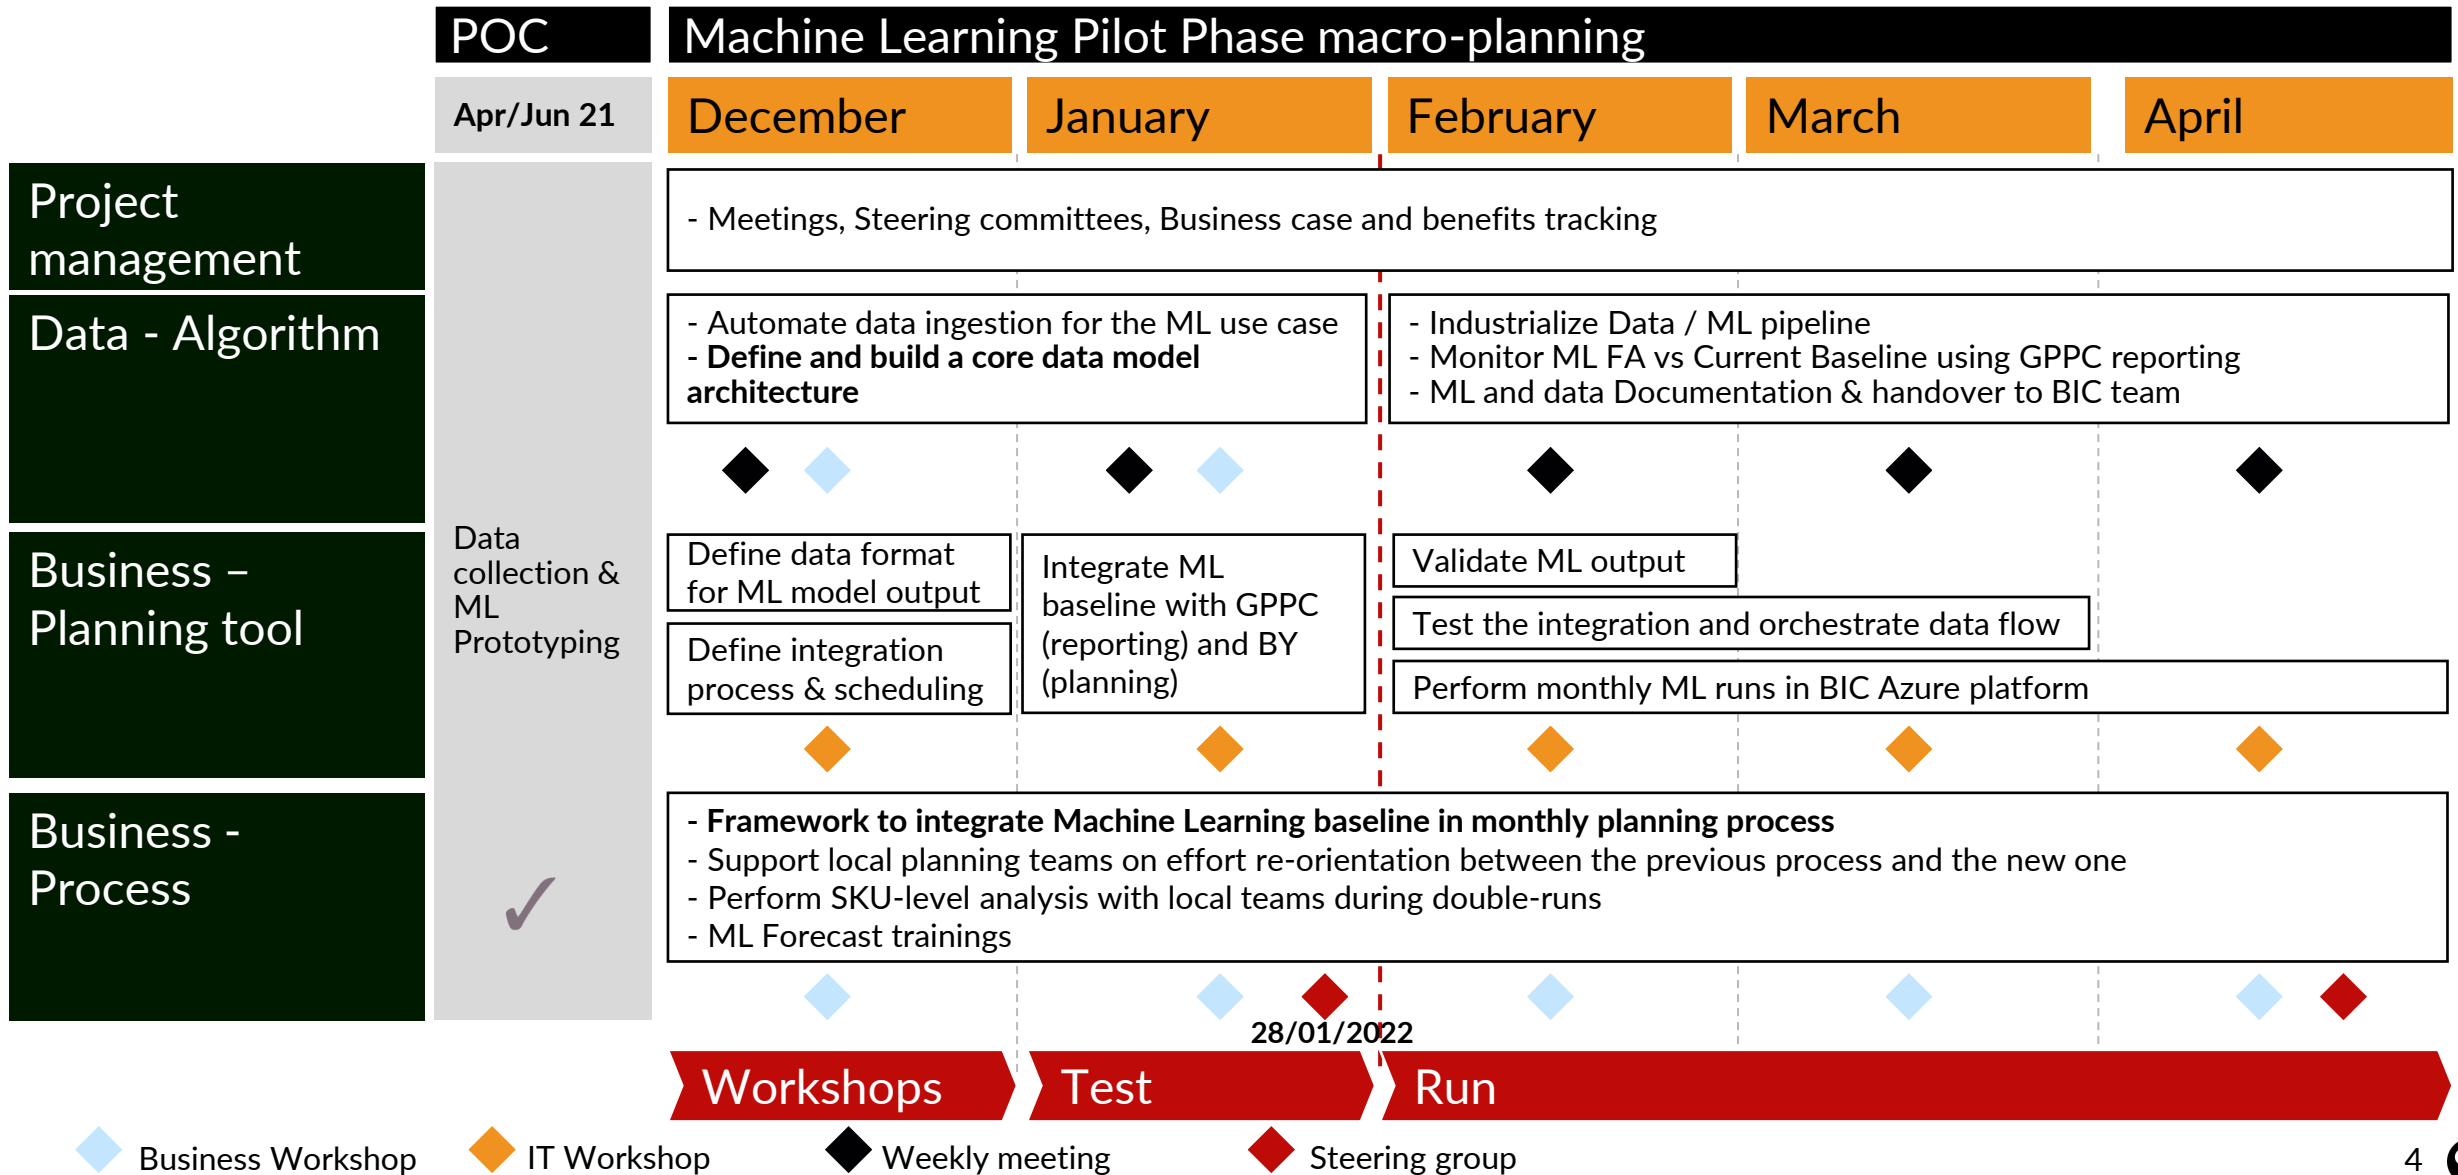 POC
Machine Learning Pilot Phase macro-planning
Apr/Jun 21
December
January
February
March
April
Project
management
- Meetings, Steering committees, Business case and benefits tracking
Data - Algorithm
- Automate data ingestion for the ML use case
- Define and build a core data model
architecture
- Industrialize Data / ML pipeline
- Monitor ML FA vs Current Baseline using GPPC reporting
- ML and data Documentation & handover to BIC team
Data
collection &
ML
Prototyping
Business –
Planning tool
Define data format
for ML model output
Define integration
process & scheduling
Integrate ML
baseline with GPPC
(reporting) and BY
(planning)
Validate ML output
Test the integration and orchestrate data flow
Perform monthly ML runs in BIC Azure platform
Business -
Process
✓
- Framework to integrate Machine Learning baseline in monthly planning process
- Support local planning teams on effort re-orientation between the previous process and the new one
- Perform SKU-level analysis with local teams during double-runs
- ML Forecast trainings
28/01/2022
Workshops
Test
Run
Business Workshop
IT Workshop
Weekly meeting
Steering group
4